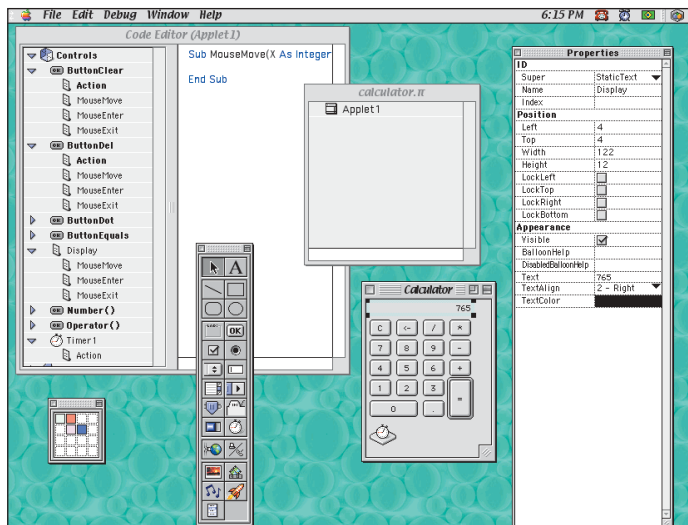 File Edit Debug Window Help 6:15 PM
Code Editor (Applet1)
Controls
ButtonClear
Action
MouseMove
MouseEnter
MouseExit
ButtonDel
Action
MouseMove
MouseEnter
MouseExit
ButtonDot
ButtonEquals
Display
MouseMove
MouseEnter
MouseExit
Number()
Operator()
Timer1
Action
Sub MouseMove(X As Integer
End Sub
calculator.π
Applet1
A
OK
Calculator
765
C <- / *
7 8 9 -
4 5 6 +
1 2 3 =
0 .
Properties
ID
Super StaticText
Name Display
Index
Position
Left 4
Top 4
Width 122
Height 12
LockLeft
LockTop
LockRight
LockBottom
Appearance
Visible
BalloonHelp
DisabledBalloonHelp
Text 765
TextAlign 2 - Right
TextColor